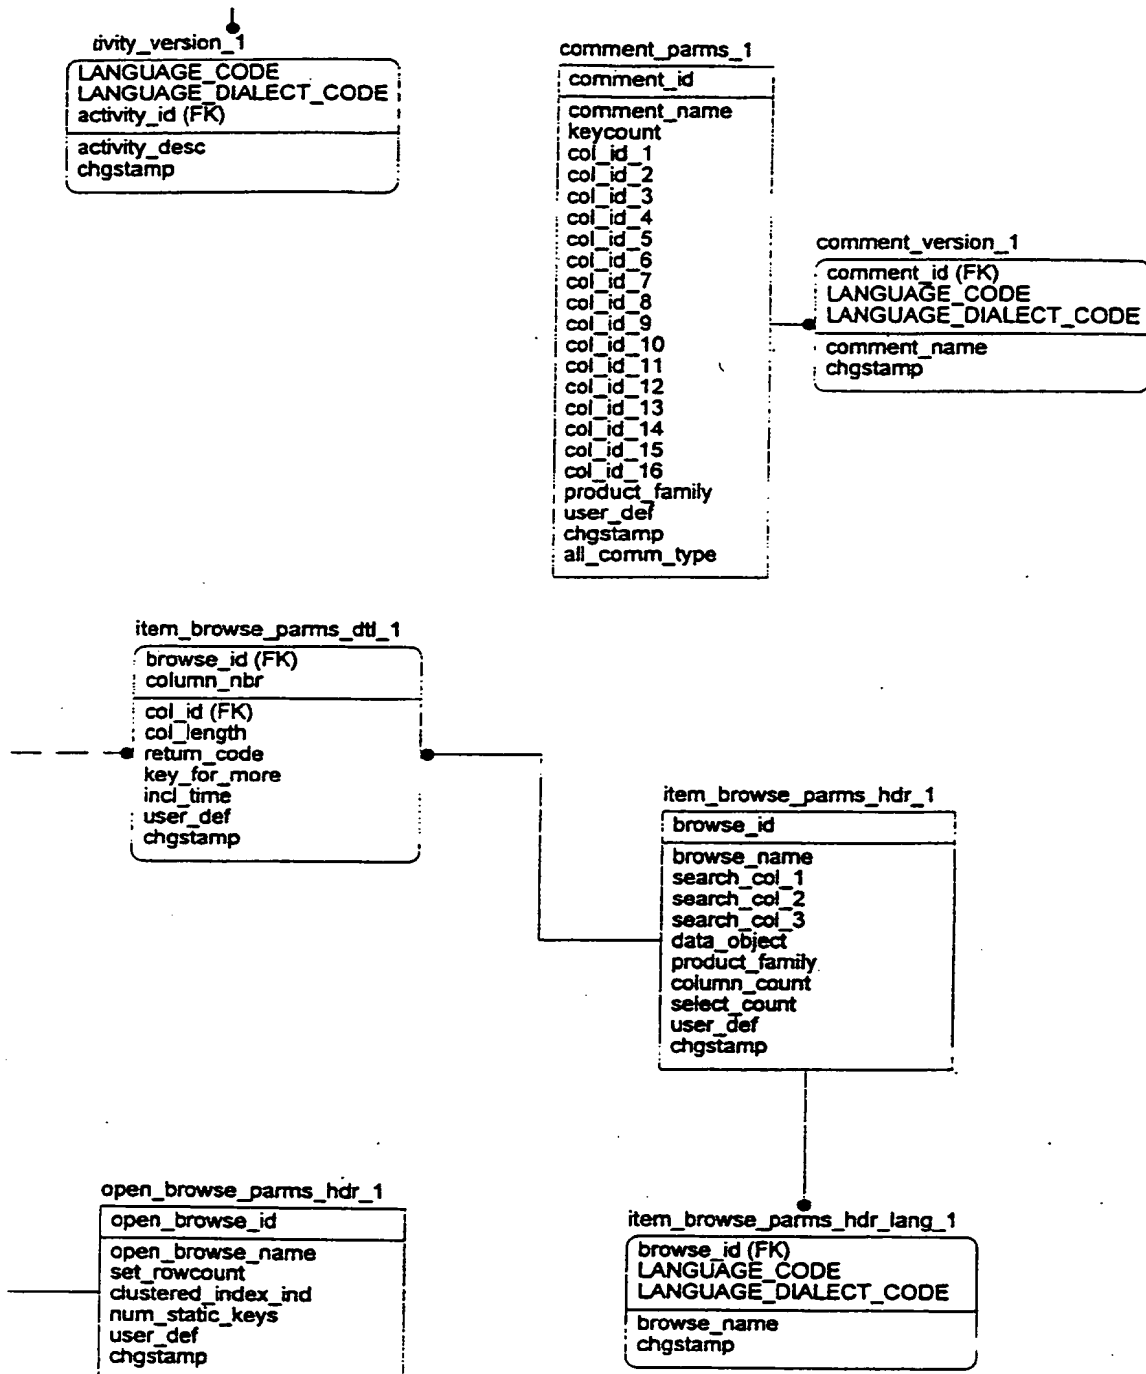 ivity_version_1
LANGUAGE_CODE
LANGUAGE_DIALECT_CODE
activity_id (FK)
activity_desc
chgstamp
comment_parms_1
comment_id
comment_name
keycount
col_id_1
col_id_2
col_id_3
col_id_4
col_id_5
col_id_6
col_id_7
col_id_8
col_id_9
col_id_10
col_id_11
col_id_12
col_id_13
col_id_14
col_id_15
col_id_16
product_family
user_def
chgstamp
all_comm_type
comment_version_1
comment_id (FK)
LANGUAGE_CODE
LANGUAGE_DIALECT_CODE
comment_name
chgstamp
item_browse_parms_dtl_1
browse_id (FK)
column_nbr
col_id (FK)
col_length
return_code
key_for_more
incl_time
user_def
chgstamp
item_browse_parms_hdr_1
browse_id
browse_name
search_col_1
search_col_2
search_col_3
data_object
product_family
column_count
select_count
user_def
chgstamp
open_browse_parms_hdr_1
open_browse_id
open_browse_name
set_rowcount
clustered_index_ind
num_static_keys
user_def
chgstamp
item_browse_parms_hdr_lang_1
browse_id (FK)
LANGUAGE_CODE
LANGUAGE_DIALECT_CODE
browse_name
chgstamp